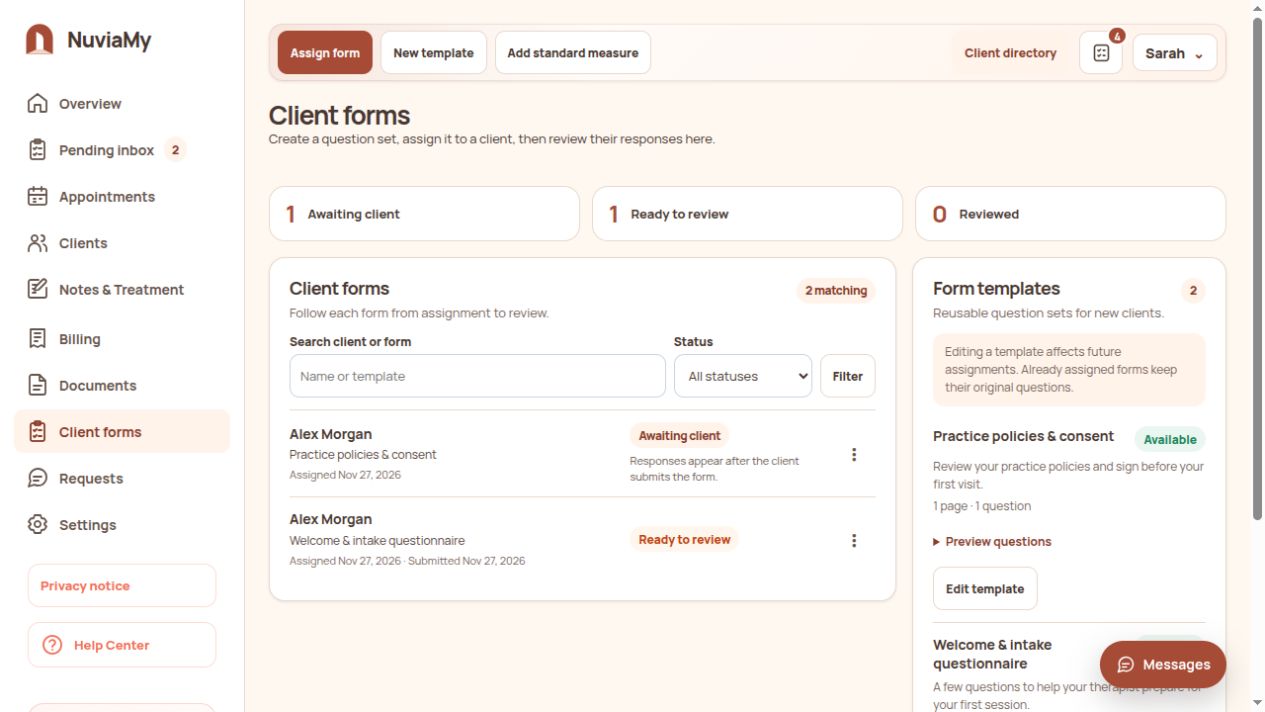 NuviaMy
Overview
Pending inbox 2
Appointments
Clients
Notes & Treatment
Billing
Documents
Client forms
Requests
Settings
Privacy notice
Help Center
Assign form
New template
Add standard measure
Client directory
4
Sarah
Client forms
Create a question set, assign it to a client, then review their responses here.
1 Awaiting client
1 Ready to review
0 Reviewed
Client forms
2 matching
Follow each form from assignment to review.
Search client or form
Status
Name or template
All statuses
Filter
Alex Morgan
Practice policies & consent
Assigned Nov 27, 2026
Awaiting client
Responses appear after the client
submits the form.
Alex Morgan
Welcome & intake questionnaire
Assigned Nov 27, 2026 · Submitted Nov 27, 2026
Ready to review
Form templates
2
Reusable question sets for new clients.
Editing a template affects future
assignments. Already assigned forms keep
their original questions.
Practice policies & consent
Available
Review your practice policies and sign before your
first visit.
1 page · 1 question
Preview questions
Edit template
Welcome & intake
questionnaire
A few questions to help your therapist prepare for
your first session.
Messages